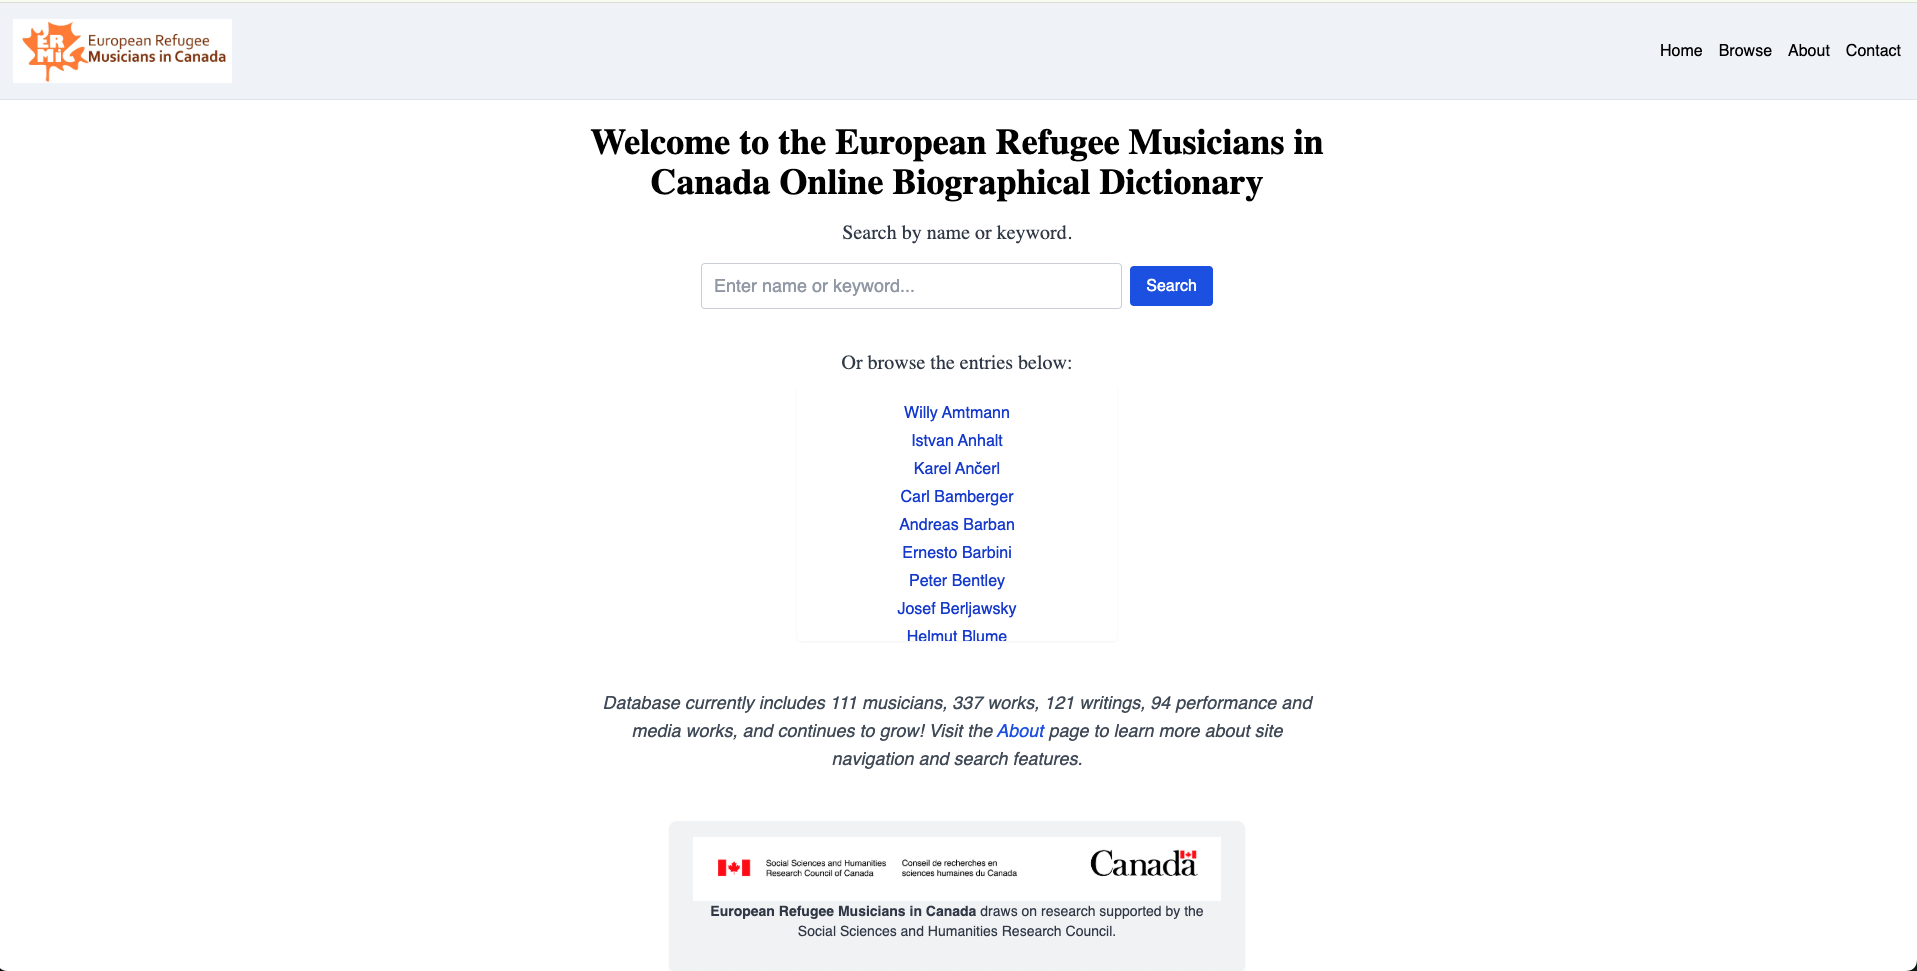 ER
MiC
European Refugee
Musicians in Canada
Home Browse About Contact
Welcome to the European Refugee Musicians in
Canada Online Biographical Dictionary
Search by name or keyword.
Enter name or keyword...
Search
Or browse the entries below:
Willy Amtmann
Istvan Anhalt
Karel Ančerl
Carl Bamberger
Andreas Barban
Ernesto Barbini
Peter Bentley
Josef Berljawsky
Helmut Blume
Database currently includes 111 musicians, 337 works, 121 writings, 94 performance and
media works, and continues to grow! Visit the About page to learn more about site
navigation and search features.
Social Sciences and Humanities
Research Council of Canada
Conseil de recherches en
sciences humaines du Canada
Canada
European Refugee Musicians in Canada draws on research supported by the
Social Sciences and Humanities Research Council.